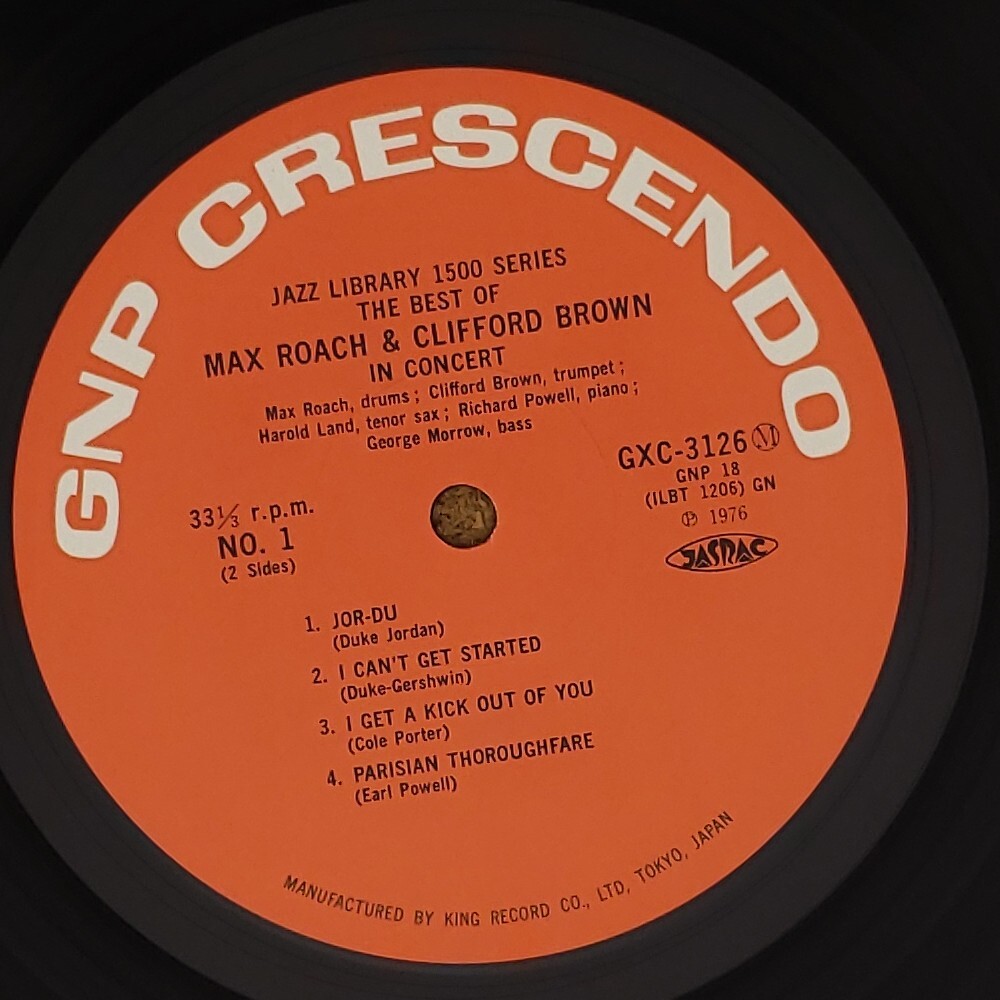 GNP CRESCENDO
JAZZ LIBRARY 1500 SERIES
THE BEST OF
MAX ROACH & CLIFFORD BROWN
IN CONCERT
Max Roach, drums; Clifford Brown, trumpet;
Harold Land, tenor sax; Richard Powell, piano;
George Morrow, bass
GXC-3126 Ⓜ
GNP 18
(ILBT 1206) GN
℗ 1976
JASRAC
33⅓ r.p.m.
NO. 1
(2 Sides)
1. JOR-DU
(Duke Jordan)
2. I CAN'T GET STARTED
(Duke-Gershwin)
3. I GET A KICK OUT OF YOU
(Cole Porter)
4. PARISIAN THOROUGHFARE
(Earl Powell)
MANUFACTURED BY KING RECORD CO., LTD, TOKYO, JAPAN